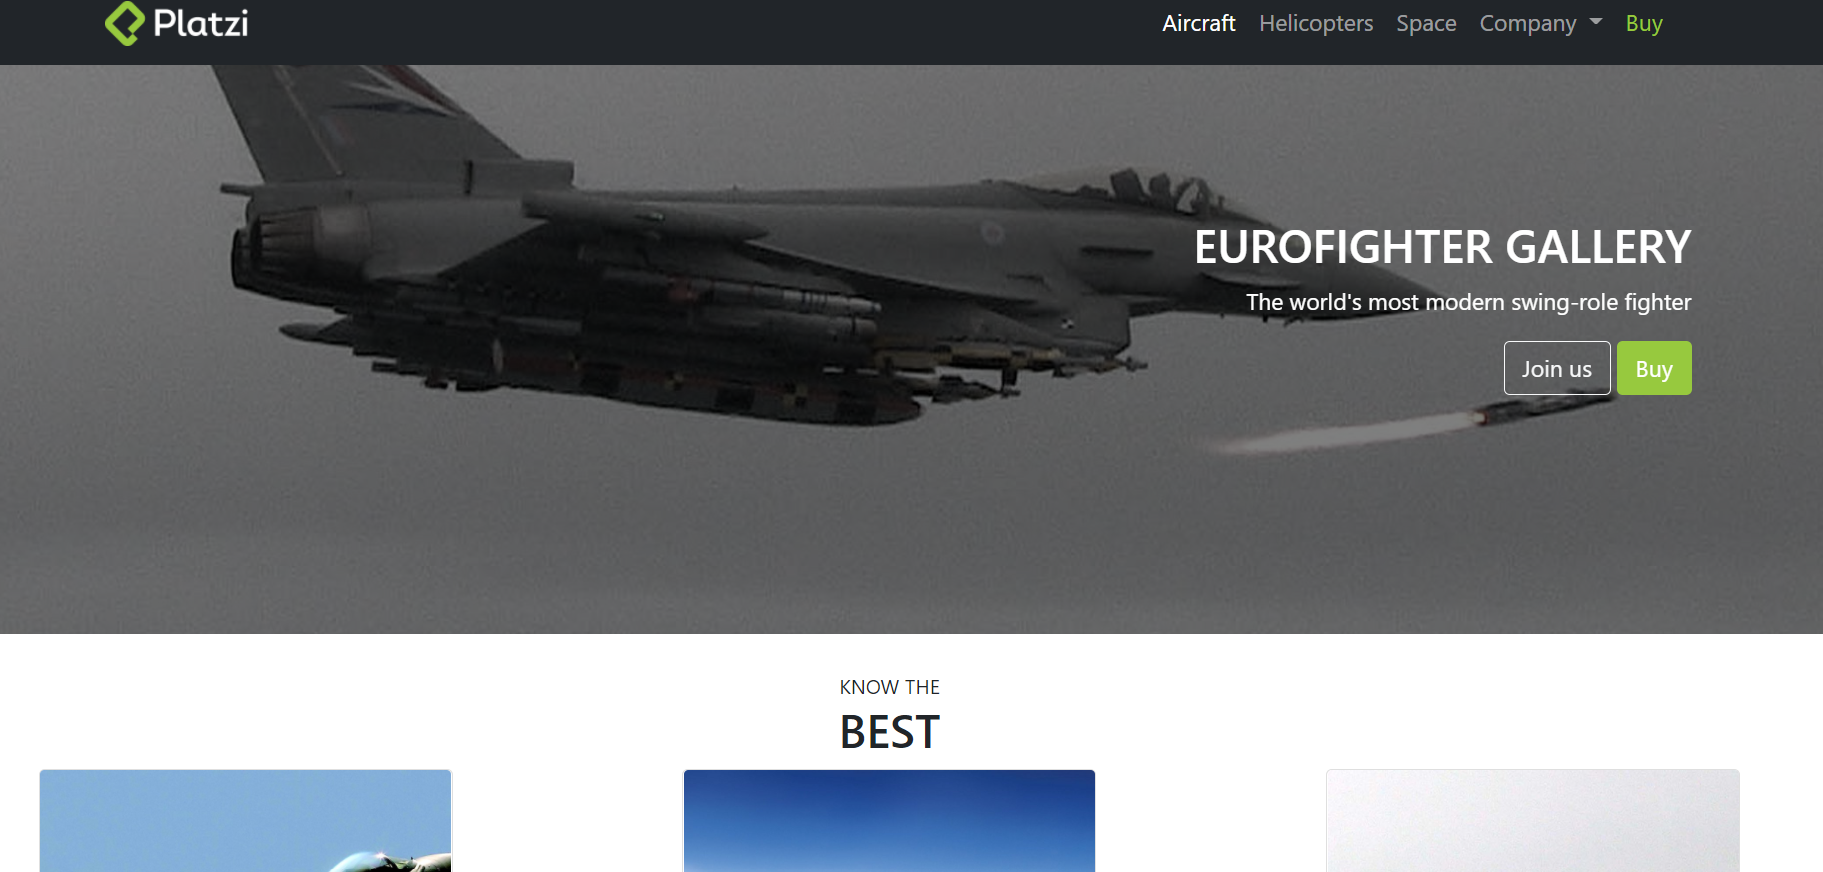 Platzi
Aircraft Helicopters Space Company Buy
EUROFIGHTER GALLERY
The world's most modern swing-role fighter
Join us Buy
KNOW THE
BEST